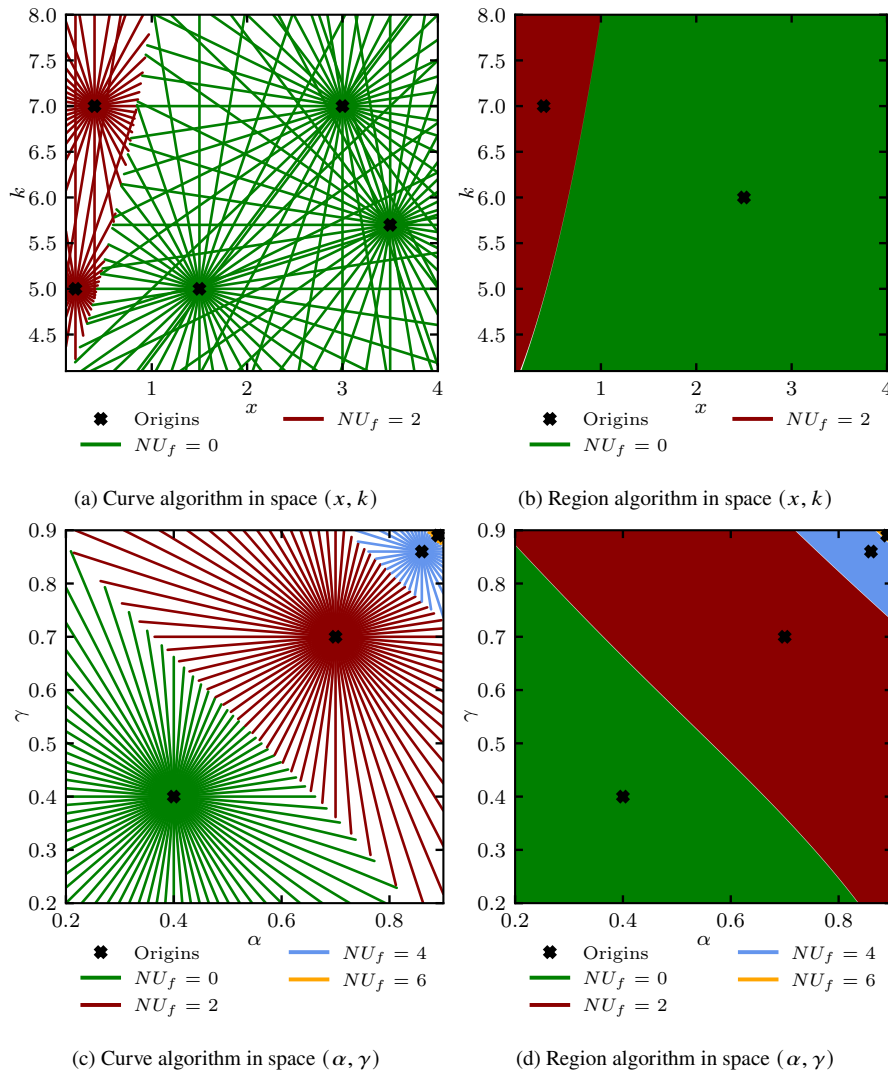 8.0
7.5
7.0
6.5
6.0
5.5
5.0
4.5
k
1 2 3 4
x
Origins
NU_f = 0
NU_f = 2
(a) Curve algorithm in space (x, k)
8.0
7.5
7.0
6.5
6.0
5.5
5.0
4.5
k
1 2 3 4
x
Origins
NU_f = 0
NU_f = 2
(b) Region algorithm in space (x, k)
0.9
0.8
0.7
0.6
0.5
0.4
0.3
0.2
γ
0.2 0.4 0.6 0.8
α
Origins
NU_f = 0
NU_f = 2
NU_f = 4
NU_f = 6
(c) Curve algorithm in space (α, γ)
0.9
0.8
0.7
0.6
0.5
0.4
0.3
0.2
γ
0.2 0.4 0.6 0.8
α
Origins
NU_f = 0
NU_f = 2
NU_f = 4
NU_f = 6
(d) Region algorithm in space (α, γ)